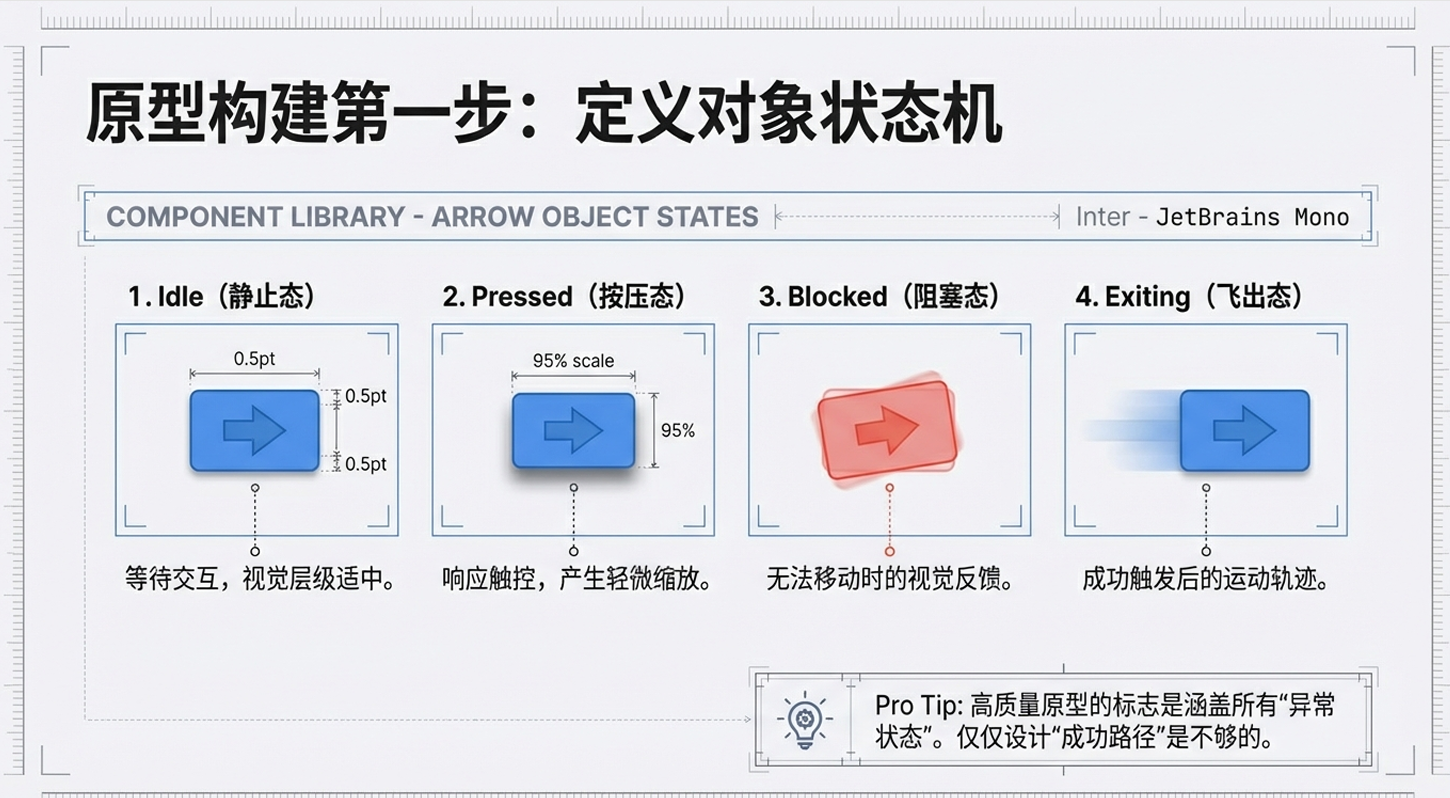 原型构建第一步：定义对象状态机
COMPONENT LIBRARY - ARROW OBJECT STATES
Inter - JetBrains Mono
1. Idle（静止态）
0.5pt
0.5pt
0.5pt
等待交互，视觉层级适中。
2. Pressed（按压态）
95% scale
95%
响应触控，产生轻微缩放。
3. Blocked（阻塞态）
无法移动时的视觉反馈。
4. Exiting（飞出态）
成功触发后的运动轨迹。
Pro Tip: 高质量原型的标志是涵盖所有“异常
状态”。仅仅设计“成功路径”是不够的。